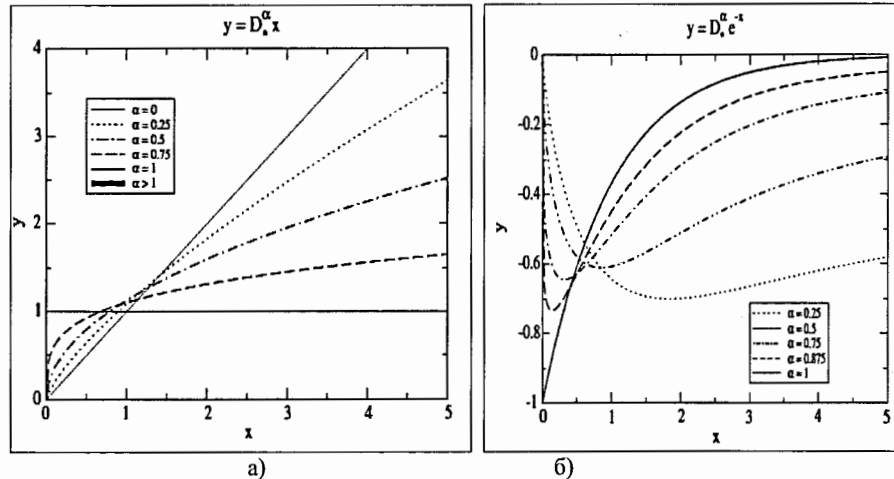 y = D⁎^α x
4
3
2
1
0
y
α = 0
α = 0.25
α = 0.5
α = 0.75
α = 1
α > 1
0 1 2 3 4 5
x
а)
y = D⁎^α e^-x
0
-0.2
-0.4
-0.6
-0.8
-1
y
α = 0.25
α = 0.5
α = 0.75
α = 0.875
α = 1
0 1 2 3 4 5
x
б)